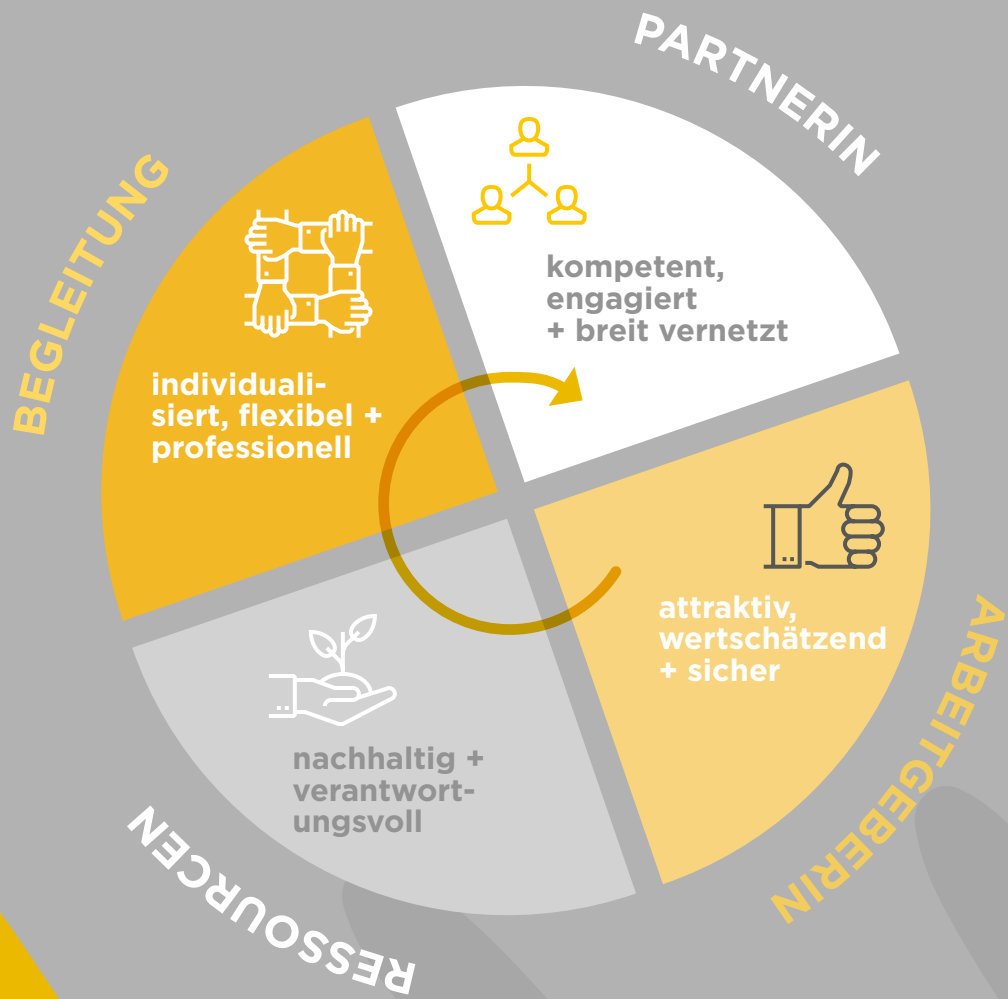 PARTNERIN
kompetent,
engagiert
+ breit vernetzt
BEGLEITUNG
individuali-
siert, flexibel +
professionell
attraktiv,
wertschätzend
+ sicher
ARBEITGEBERIN
nachhaltig +
verantwort-
ungsvoll
RESSOURCEN